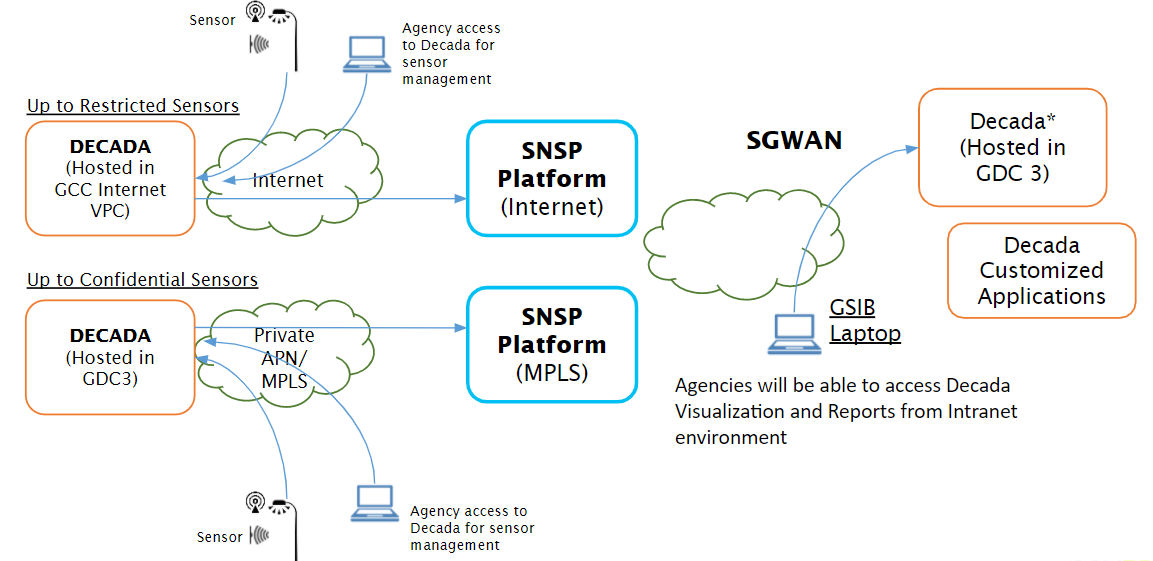 Sensor
Agency access
to Decada for
sensor
management
Up to Restricted Sensors
DECADA
(Hosted in
GCC Internet
VPC)
Internet
SNSP
Platform
(Internet)
SGWAN
Decada*
(Hosted in
GDC 3)
Decada
Customized
Applications
Up to Confidential Sensors
DECADA
(Hosted in
GDC3)
Private
APN/
MPLS
SNSP
Platform
(MPLS)
GSIB
Laptop
Agencies will be able to access Decada
Visualization and Reports from Intranet
environment
Sensor
Agency access to
Decada for sensor
management